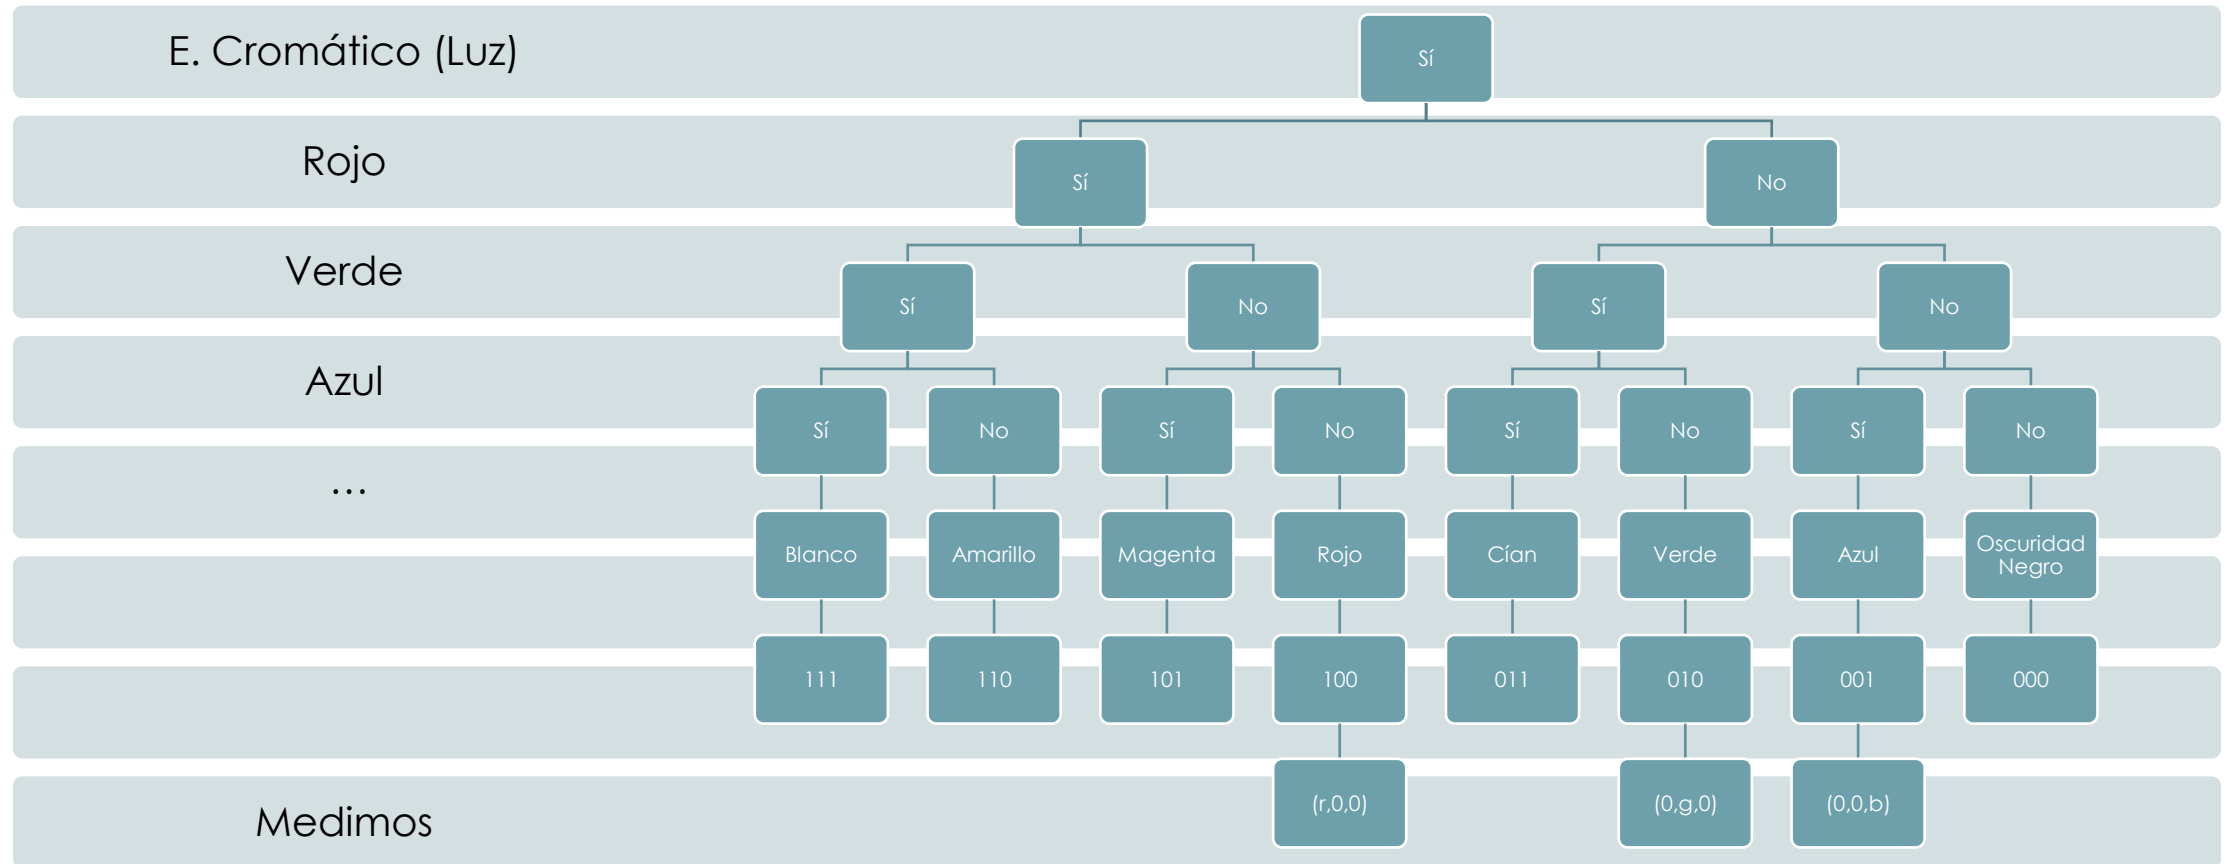 E. Cromático (Luz)
Sí
Rojo
Sí
No
Verde
Sí
No
Sí
No
Azul
Sí
No
Sí
No
Sí
No
Sí
No
...
Blanco
Amarillo
Magenta
Rojo
Cían
Verde
Azul
Oscuridad
Negro
111
110
101
100
011
010
001
000
Medimos
(r,0,0)
(0,g,0)
(0,0,b)